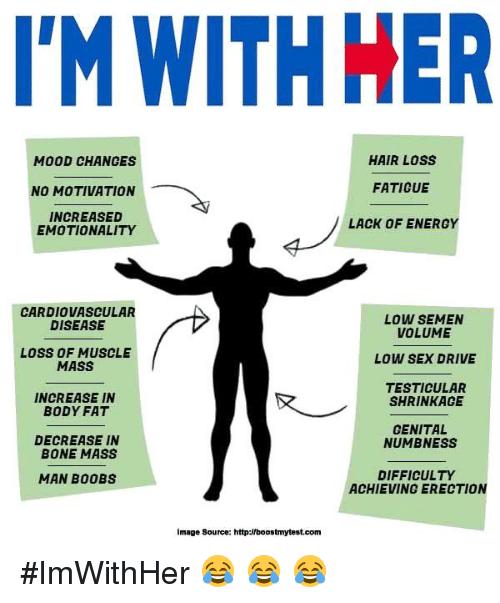 I'M WITH HER
MOOD CHANGES
NO MOTIVATION
INCREASED
EMOTIONALITY
HAIR LOSS
FATIGUE
LACK OF ENERGY
CARDIOVASCULAR
DISEASE
LOSS OF MUSCLE
MASS
INCREASE IN
BODY FAT
DECREASE IN
BONE MASS
MAN BOOBS
LOW SEMEN
VOLUME
LOW SEX DRIVE
TESTICULAR
SHRINKAGE
GENITAL
NUMBNESS
DIFFICULTY
ACHIEVING ERECTION
Image Source: http://boostmytest.com
#ImWithHer 😂 😂 😂